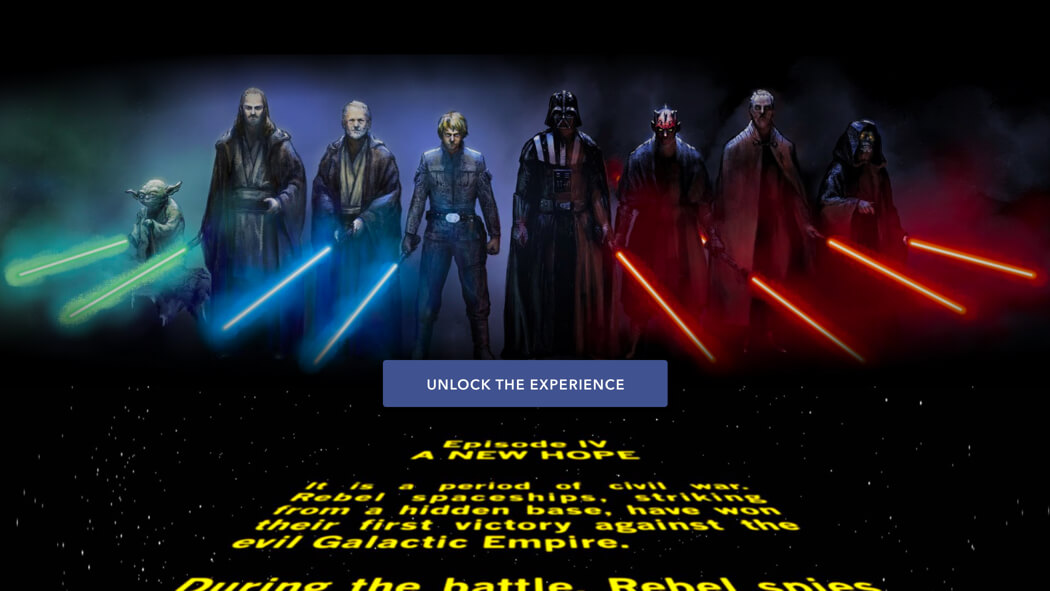 UNLOCK THE EXPERIENCE
Episode IV
A NEW HOPE
It is a period of civil war.
Rebel spaceships, striking
from a hidden base, have won
their first victory against the
evil Galactic Empire.
During the battle, Rebel spies